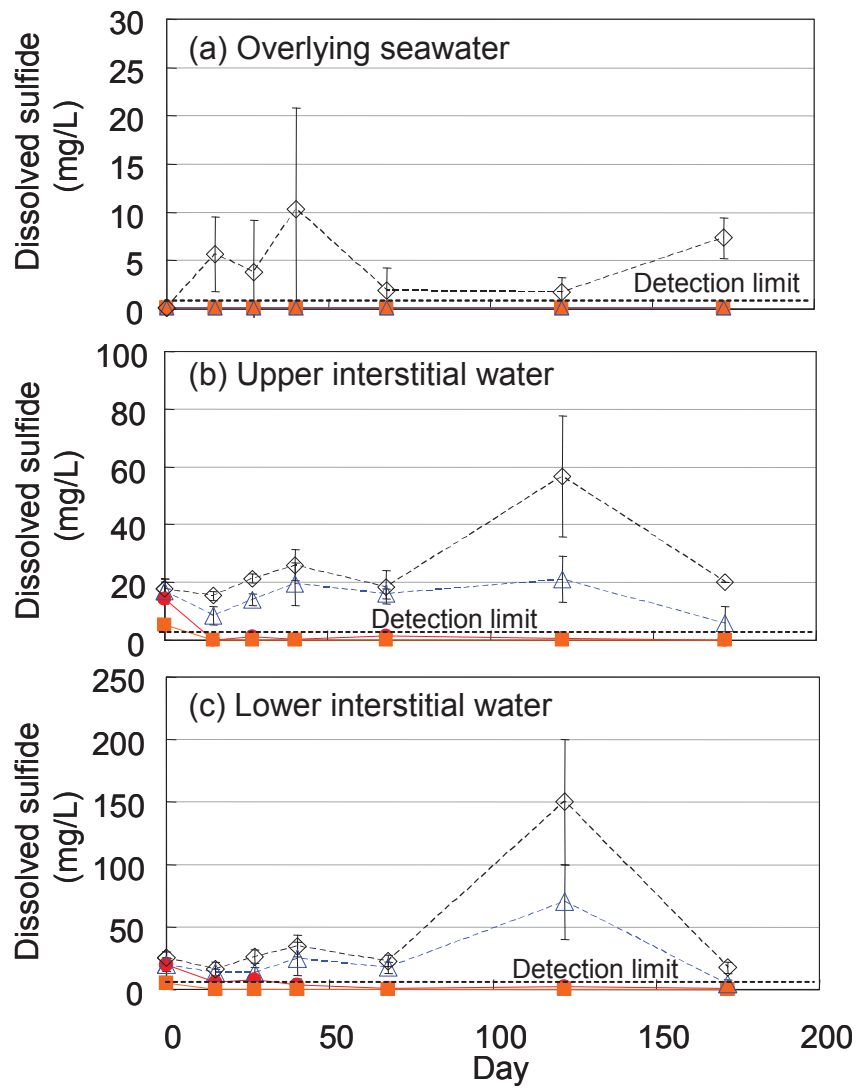 (a) Overlying seawater
Dissolved sulfide
(mg/L)
30
25
20
15
10
5
0
Detection limit
(b) Upper interstitial water
Dissolved sulfide
(mg/L)
100
80
60
40
20
0
Detection limit
(c) Lower interstitial water
Dissolved sulfide
(mg/L)
250
200
150
100
50
0
Detection limit
0 50 100 150 200
Day